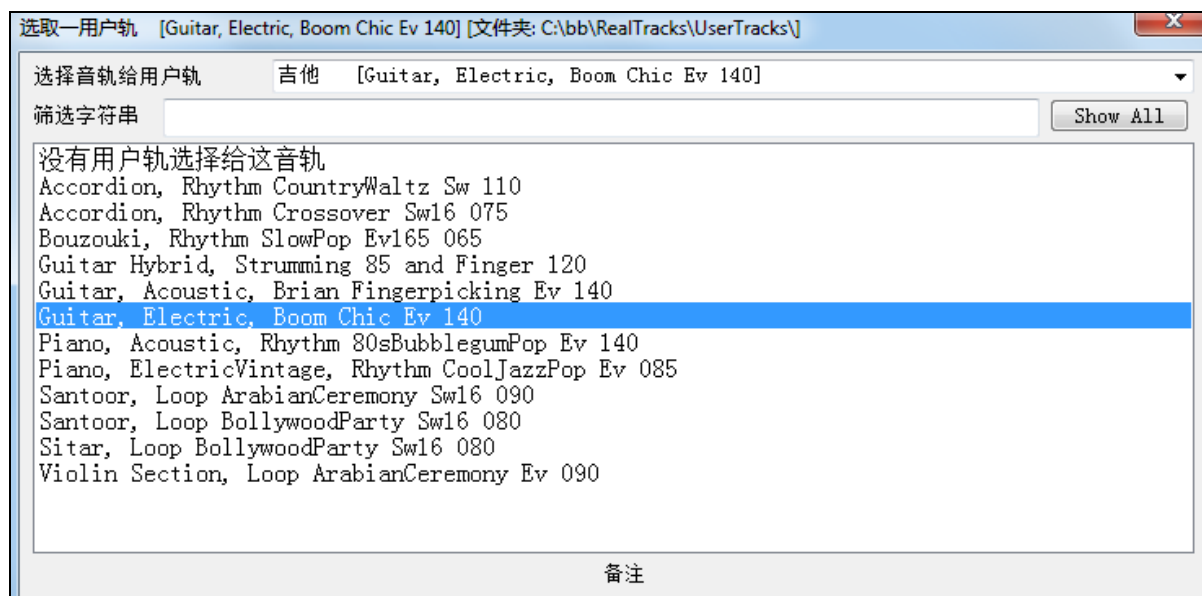 选取一用户轨 [Guitar, Electric, Boom Chic Ev 140] [文件夹: C:\bb\RealTracks\UserTracks\]
选择音轨给用户轨 吉他 [Guitar, Electric, Boom Chic Ev 140]
筛选字符串 Show All
没有用户轨选择给这音轨
Accordion, Rhythm CountryWaltz Sw 110
Accordion, Rhythm Crossover Sw16 075
Bouzouki, Rhythm SlowPop Ev165 065
Guitar Hybrid, Strumming 85 and Finger 120
Guitar, Acoustic, Brian Fingerpicking Ev 140
Guitar, Electric, Boom Chic Ev 140
Piano, Acoustic, Rhythm 80sBubblegumPop Ev 140
Piano, ElectricVintage, Rhythm CoolJazzPop Ev 085
Santoor, Loop ArabianCeremony Sw16 090
Santoor, Loop BollywoodParty Sw16 080
Sitar, Loop BollywoodParty Sw16 080
Violin Section, Loop ArabianCeremony Ev 090
备注